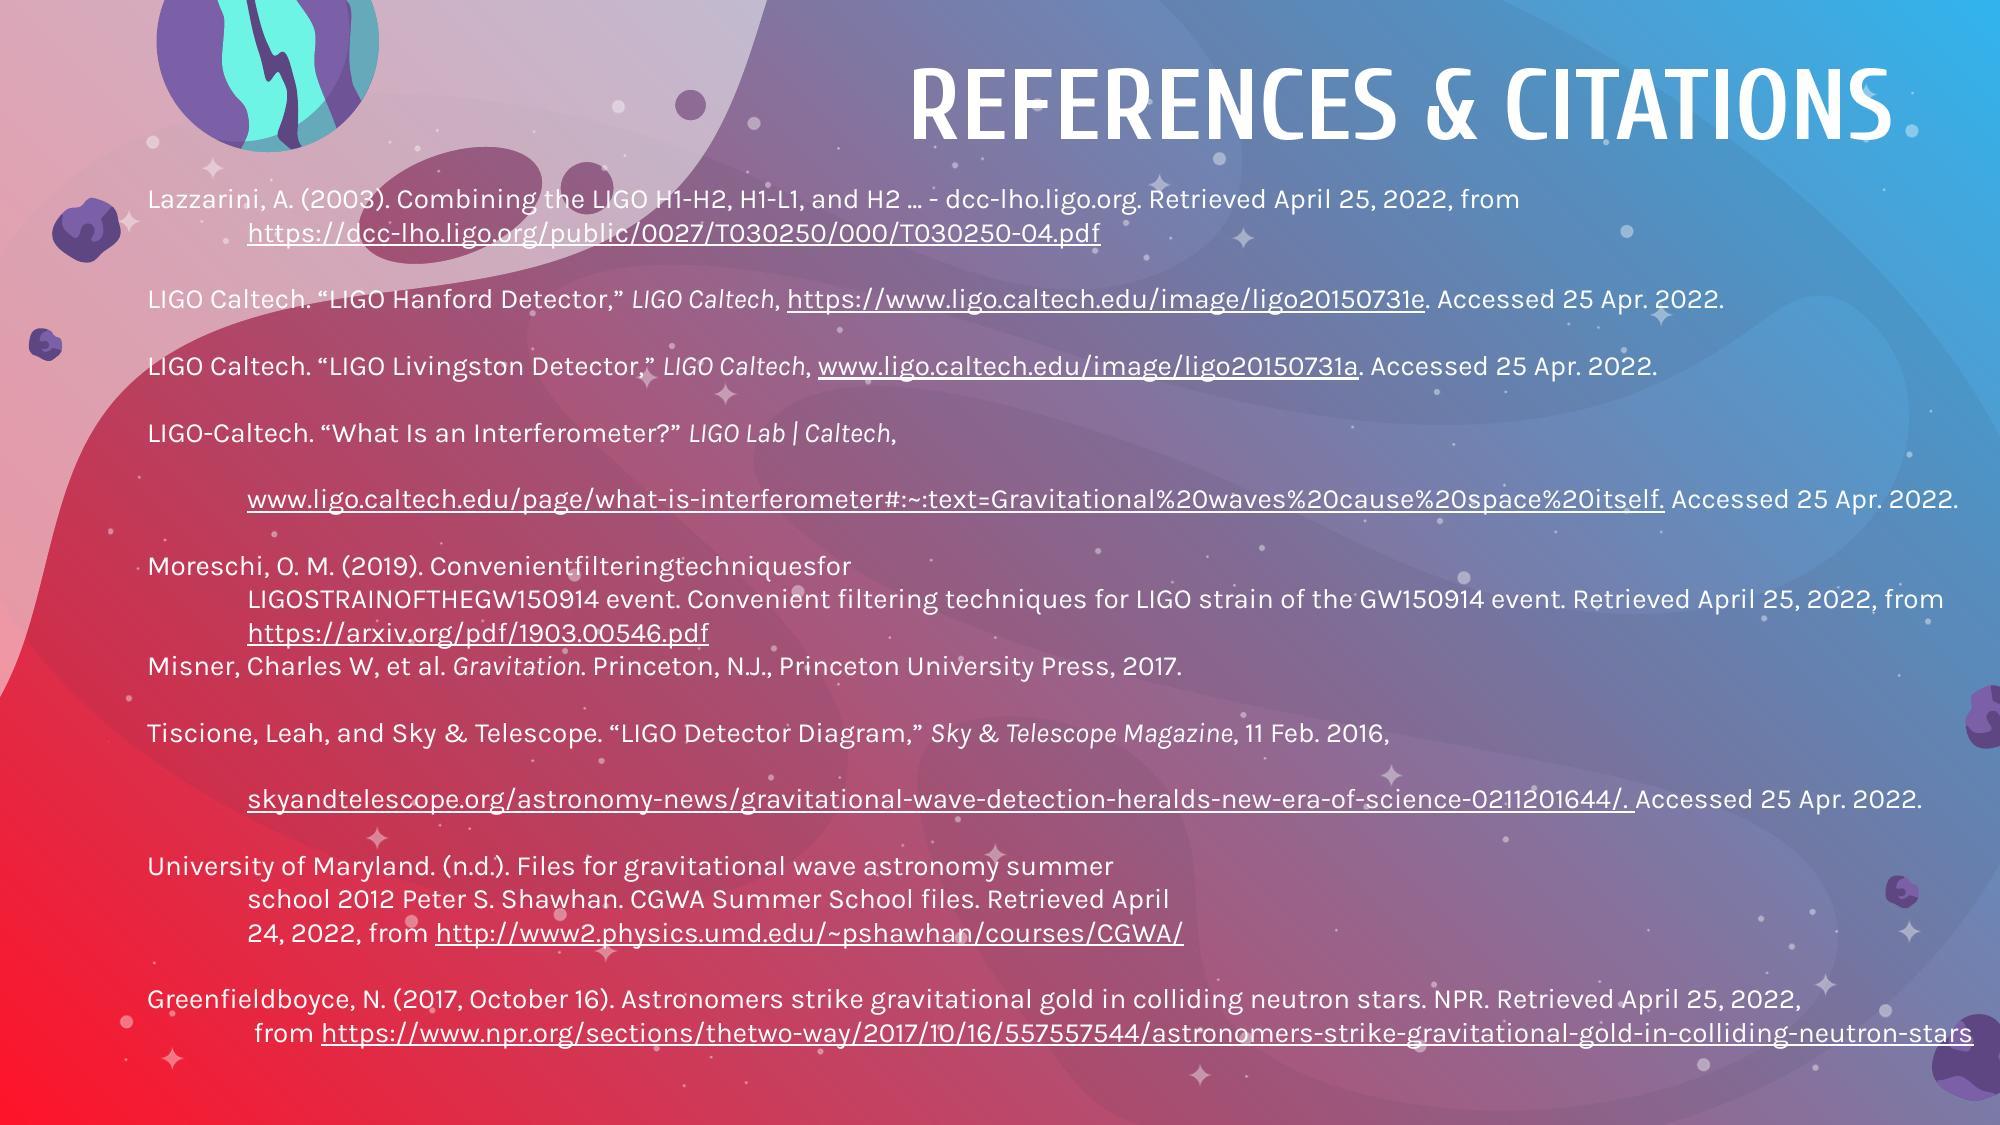 REFERENCES & CITATIONS
Lazzarini, A. (2003). Combining the LIGO H1-H2, H1-L1, and H2 ... - dcc-lho.ligo.org. Retrieved April 25, 2022, from
https://dcc-lho.ligo.org/public/0027/T030250/000/T030250-04.pdf
LIGO Caltech. “LIGO Hanford Detector,” LIGO Caltech, https://www.ligo.caltech.edu/image/ligo20150731e. Accessed 25 Apr. 2022.
LIGO Caltech. “LIGO Livingston Detector,” LIGO Caltech, www.ligo.caltech.edu/image/ligo20150731a. Accessed 25 Apr. 2022.
LIGO-Caltech. “What Is an Interferometer?” LIGO Lab | Caltech,
www.ligo.caltech.edu/page/what-is-interferometer#:~:text=Gravitational%20waves%20cause%20space%20itself. Accessed 25 Apr. 2022.
Moreschi, O. M. (2019). Convenientfilteringtechniquesfor
LIGOSTRAINOFTHEGW150914 event. Convenient filtering techniques for LIGO strain of the GW150914 event. Retrieved April 25, 2022, from
https://arxiv.org/pdf/1903.00546.pdf
Misner, Charles W, et al. Gravitation. Princeton, N.J., Princeton University Press, 2017.
Tiscione, Leah, and Sky & Telescope. “LIGO Detector Diagram,” Sky & Telescope Magazine, 11 Feb. 2016,
skyandtelescope.org/astronomy-news/gravitational-wave-detection-heralds-new-era-of-science-0211201644/. Accessed 25 Apr. 2022.
University of Maryland. (n.d.). Files for gravitational wave astronomy summer
school 2012 Peter S. Shawhan. CGWA Summer School files. Retrieved April
24, 2022, from http://www2.physics.umd.edu/~pshawhan/courses/CGWA/
Greenfieldboyce, N. (2017, October 16). Astronomers strike gravitational gold in colliding neutron stars. NPR. Retrieved April 25, 2022,
from https://www.npr.org/sections/thetwo-way/2017/10/16/557557544/astronomers-strike-gravitational-gold-in-colliding-neutron-stars